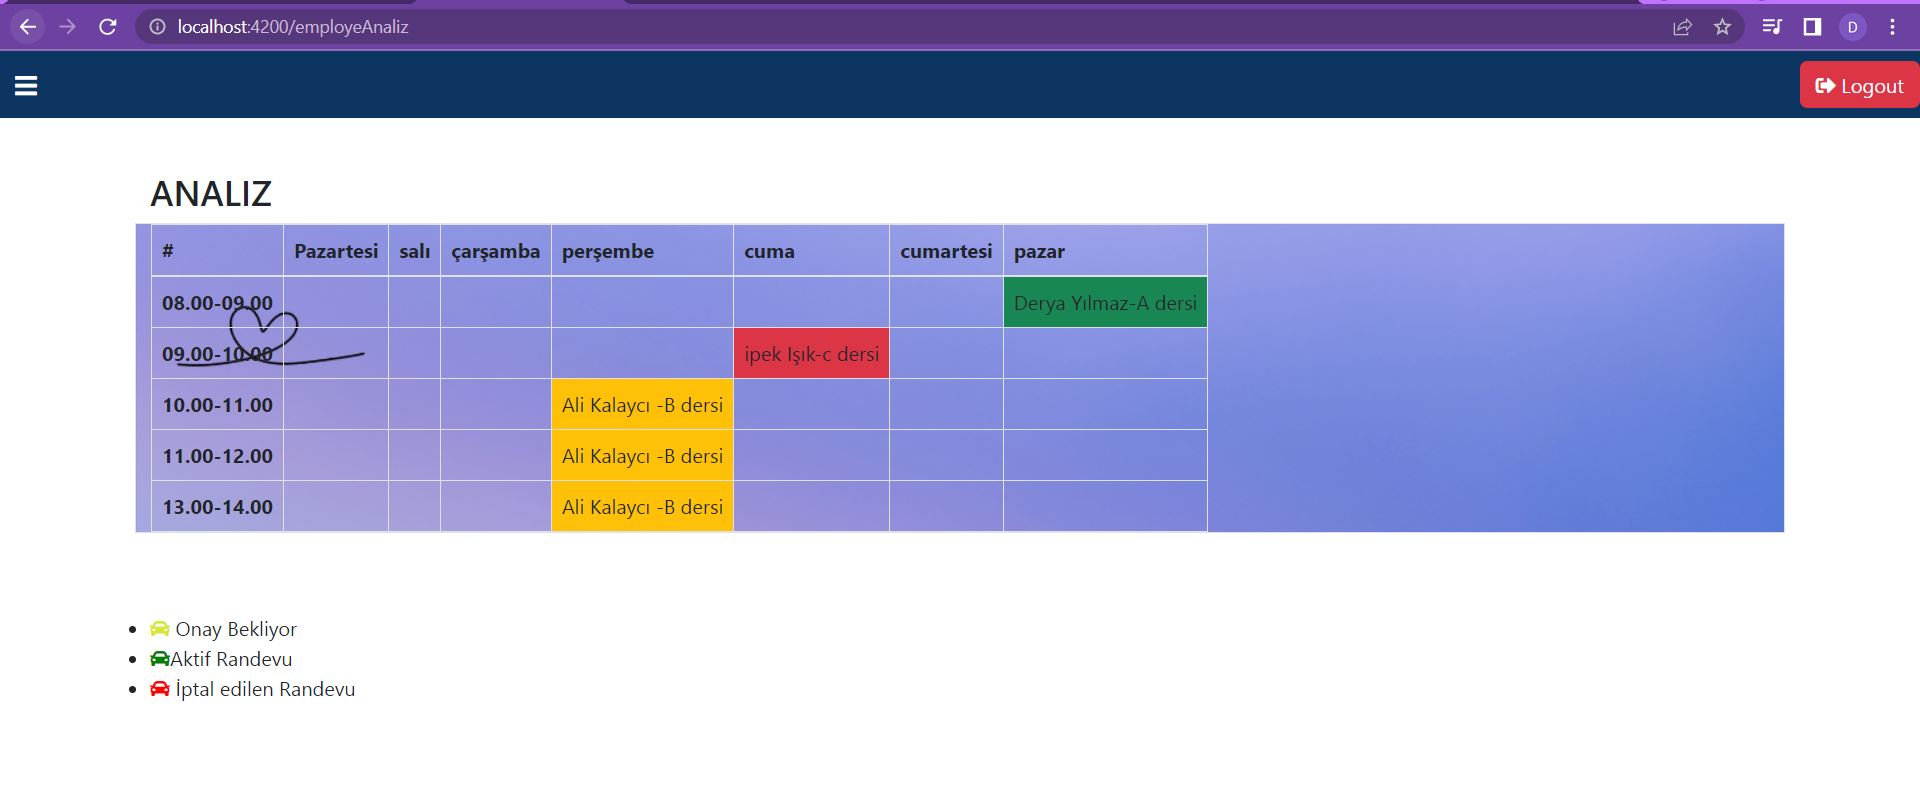 localhost:4200/employeAnaliz
D
Logout
ANALIZ
# Pazartesi salı çarşamba perşembe cuma cumartesi pazar
08.00-09.00 Derya Yılmaz-A dersi
09.00-10.00 ipek Işık-c dersi
10.00-11.00 Ali Kalaycı -B dersi
11.00-12.00 Ali Kalaycı -B dersi
13.00-14.00 Ali Kalaycı -B dersi
Onay Bekliyor
Aktif Randevu
İptal edilen Randevu